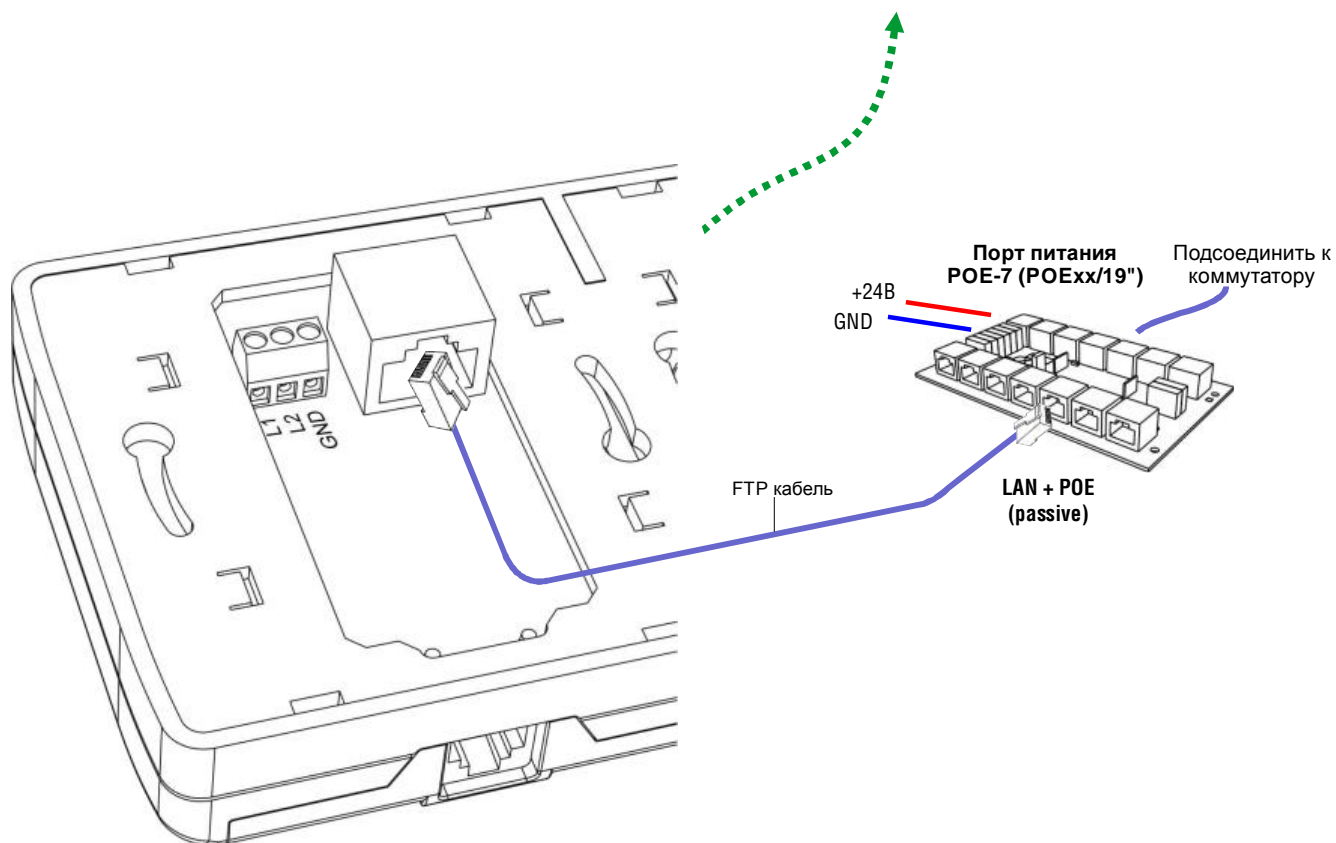 Порт питания
POE-7 (POExx/19")
Подсоединить к
коммутатору
+24В
GND
L1
L2
GND
FTP кабель
LAN + POE
(passive)